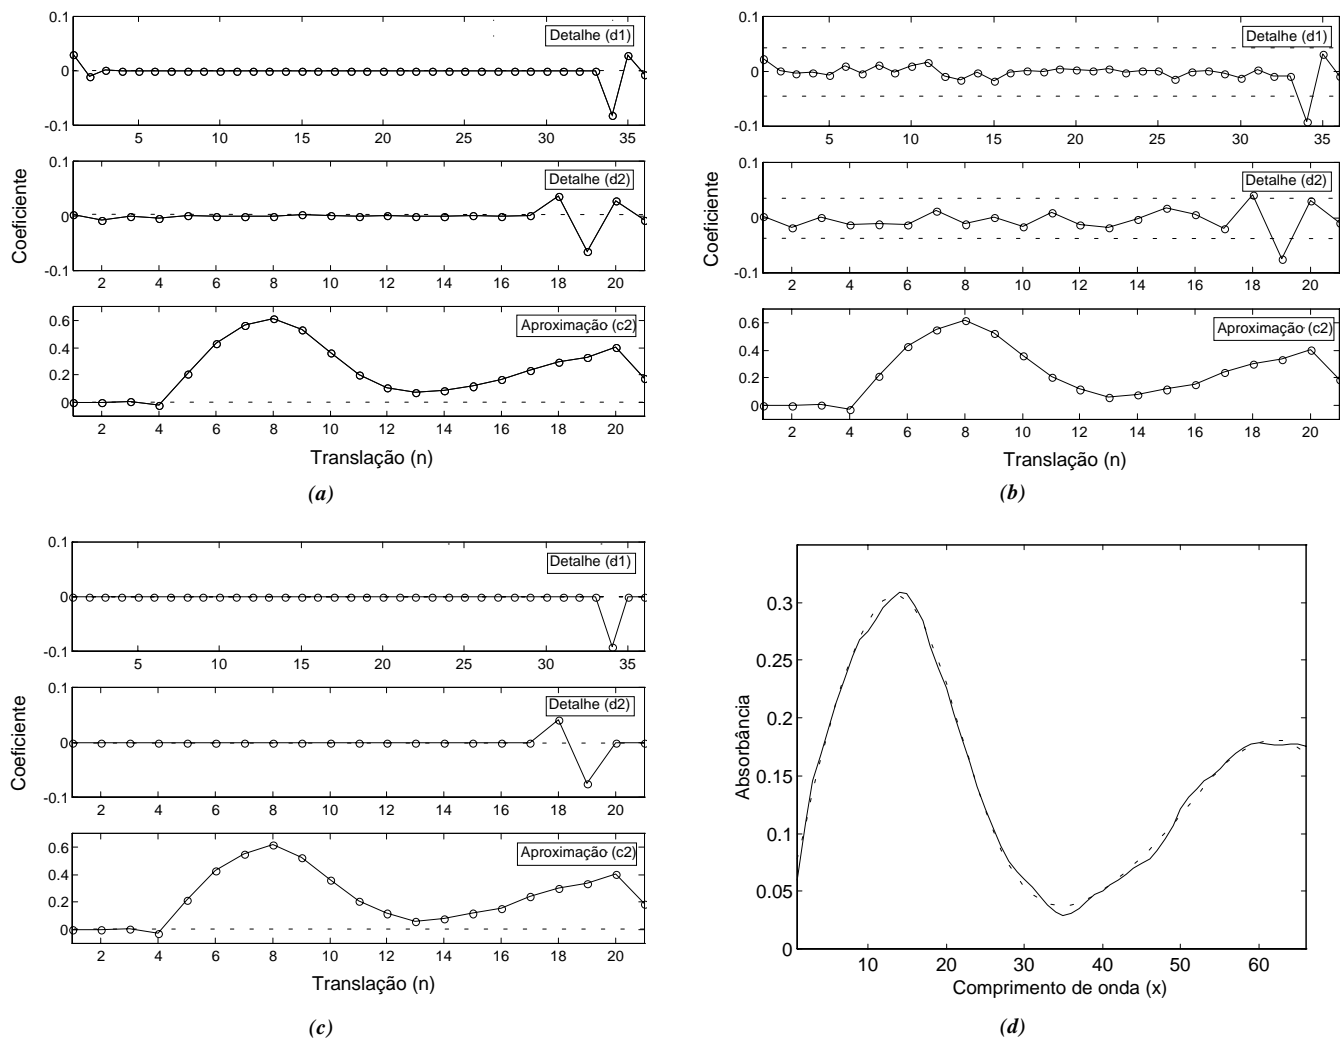 0.1
Detalhe (d1)
0
-0.1
5 10 15 20 25 30 35
0.1
Detalhe (d2)
0
-0.1
2 4 6 8 10 12 14 16 18 20
Coeficiente
0.6
Aproximação (c2)
0.4
0.2
0
2 4 6 8 10 12 14 16 18 20
Translação (n)
(a)
0.1
Detalhe (d1)
0
-0.1
5 10 15 20 25 30 35
0.1
Detalhe (d2)
0
-0.1
2 4 6 8 10 12 14 16 18 20
Coeficiente
0.6
Aproximação (c2)
0.4
0.2
0
2 4 6 8 10 12 14 16 18 20
Translação (n)
(b)
0.1
Detalhe (d1)
0
-0.1
5 10 15 20 25 30 35
0.1
Detalhe (d2)
0
-0.1
2 4 6 8 10 12 14 16 18 20
Coeficiente
0.6
Aproximação (c2)
0.4
0.2
0
2 4 6 8 10 12 14 16 18 20
Translação (n)
(c)
0.3
0.25
0.2
0.15
0.1
0.05
0
Absorbância
10 20 30 40 50 60
Comprimento de onda (x)
(d)